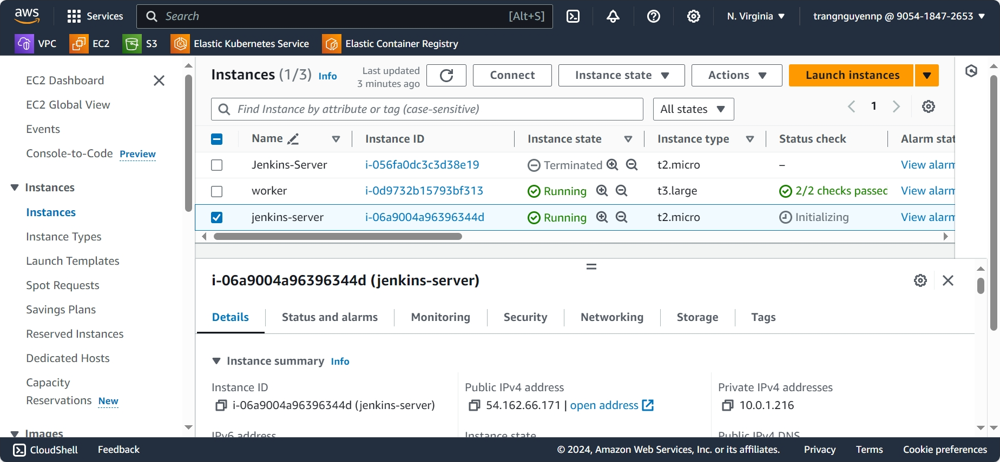 aws Services Search [Alt+S] N. Virginia trangnguyennp @ 9054-1847-2653
VPC EC2 S3 Elastic Kubernetes Service Elastic Container Registry
EC2 Dashboard
EC2 Global View
Events
Console-to-Code Preview
Instances
Instances
Instance Types
Launch Templates
Spot Requests
Savings Plans
Reserved Instances
Dedicated Hosts
Capacity
Reservations New
Images
Instances (1/3) Info
Last updated
3 minutes ago
Connect Instance state Actions Launch instances
Find Instance by attribute or tag (case-sensitive) All states 1
Name Instance ID Instance state Instance type Status check Alarm stat
Jenkins-Server i-056fa0dc3c3d38e19 Terminated t2.micro – View alarm
worker i-0d9732b15793bf313 Running t3.large 2/2 checks passed View alarm
jenkins-server i-06a9004a96396344d Running t2.micro Initializing View alarm
i-06a9004a96396344d (jenkins-server)
Details Status and alarms Monitoring Security Networking Storage Tags
Instance summary Info
Instance ID Public IPv4 address Private IPv4 addresses
i-06a9004a96396344d (jenkins-server) 54.162.66.171 | open address 10.0.1.216
IPv6 address Instance state Public IPv4 DNS
CloudShell Feedback © 2024, Amazon Web Services, Inc. or its affiliates. Privacy Terms Cookie preferences